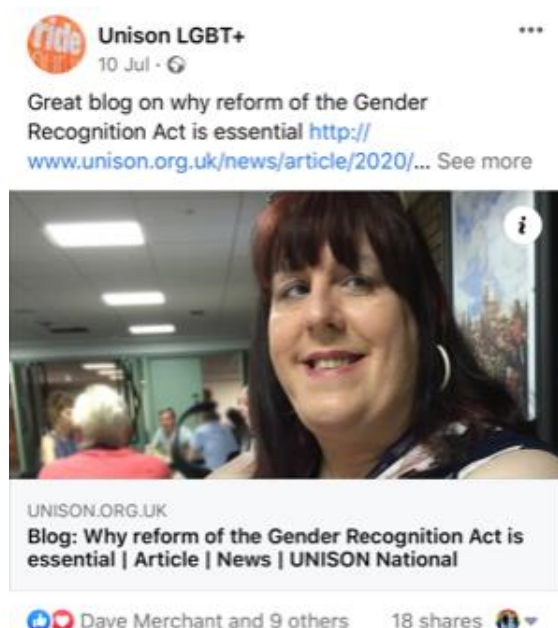 ride
Unison LGBT+
10 Jul
Great blog on why reform of the Gender
Recognition Act is essential http://
www.unison.org.uk/news/article/2020/... See more
i
UNISON.ORG.UK
Blog: Why reform of the Gender Recognition Act is
essential | Article | News | UNISON National
Dave Merchant and 9 others 18 shares